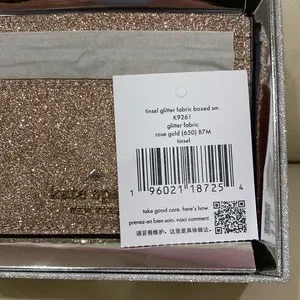 tinsel glitter fabric boxed sm
K9261
glitter fabric
rose gold (650) B7M
tinsel
1 96021 18725 4
take good care. here's how.
prenez-en bien soin. voici comment.
请妥善维护。这里是具体做法。
kate spade